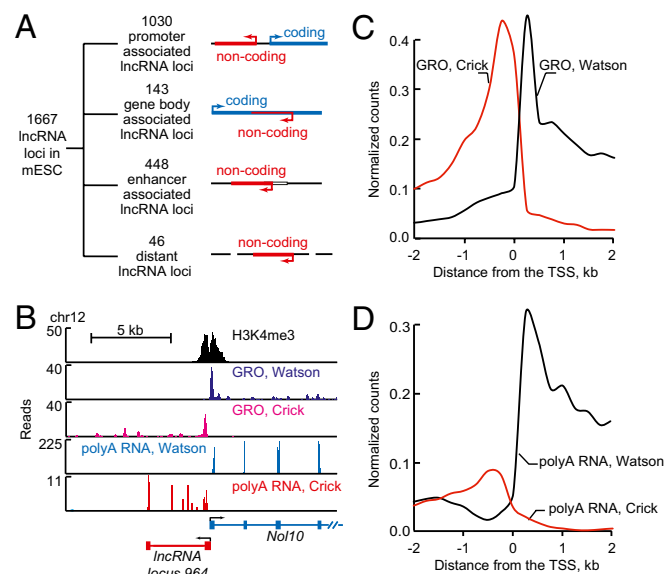 A
1667
lncRNA
loci in
mESC
1030
promoter
associated
lncRNA loci
coding
non-coding
143
gene body
associated
lncRNA loci
coding
non-coding
448
enhancer
associated
lncRNA loci
non-coding
46
distant
lncRNA loci
non-coding
B
chr12
5 kb
Reads
50
H3K4me3
40
GRO, Watson
40
GRO, Crick
225
polyA RNA, Watson
11
polyA RNA, Crick
Nol10
lncRNA
locus 964
C
Normalized counts
0.4
0.3
0.2
0.1
0.0
GRO, Crick
GRO, Watson
-2 -1 0 1 2
Distance from the TSS, kb
D
Normalized counts
0.3
0.2
0.1
0.0
polyA RNA, Watson
polyA RNA, Crick
-2 -1 0 1 2
Distance from the TSS, kb